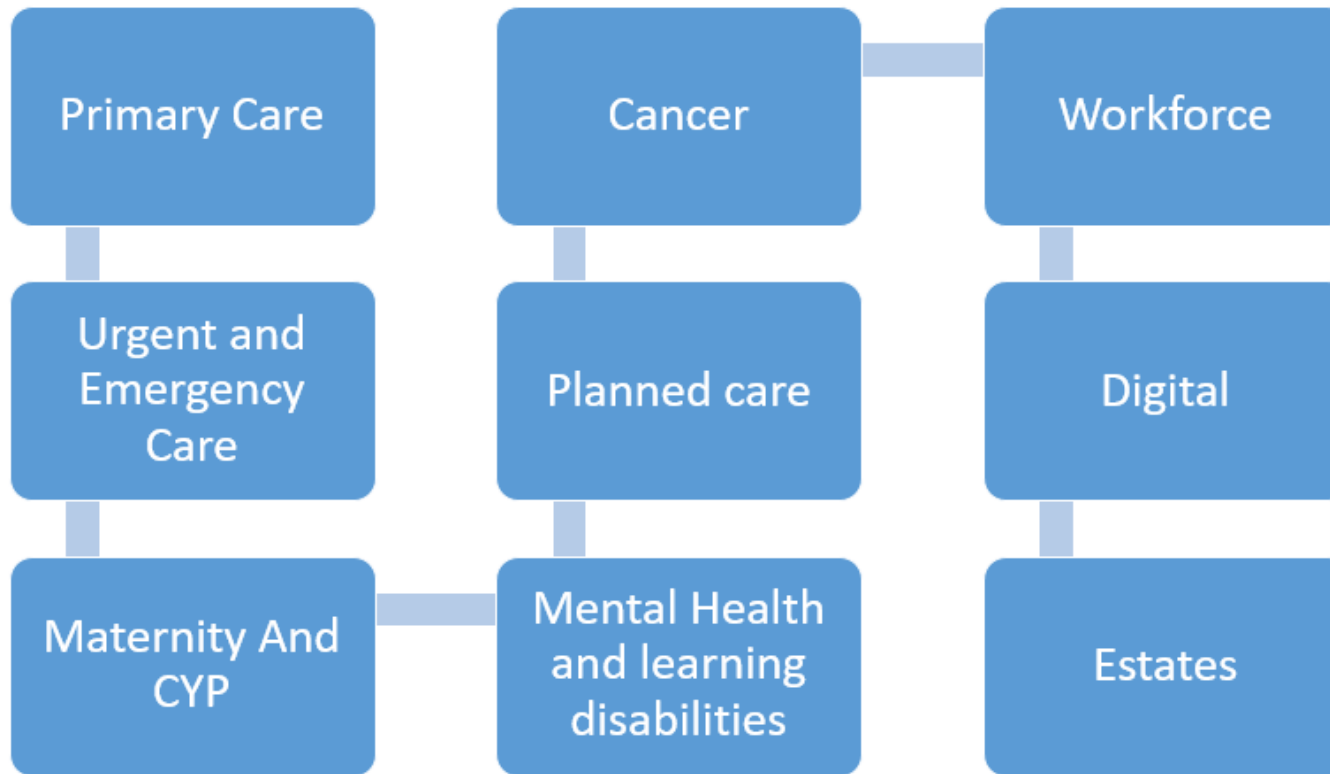 Primary Care
Urgent and
Emergency
Care
Maternity And
CYP
Mental Health
and learning
disabilities
Planned care
Cancer
Workforce
Digital
Estates